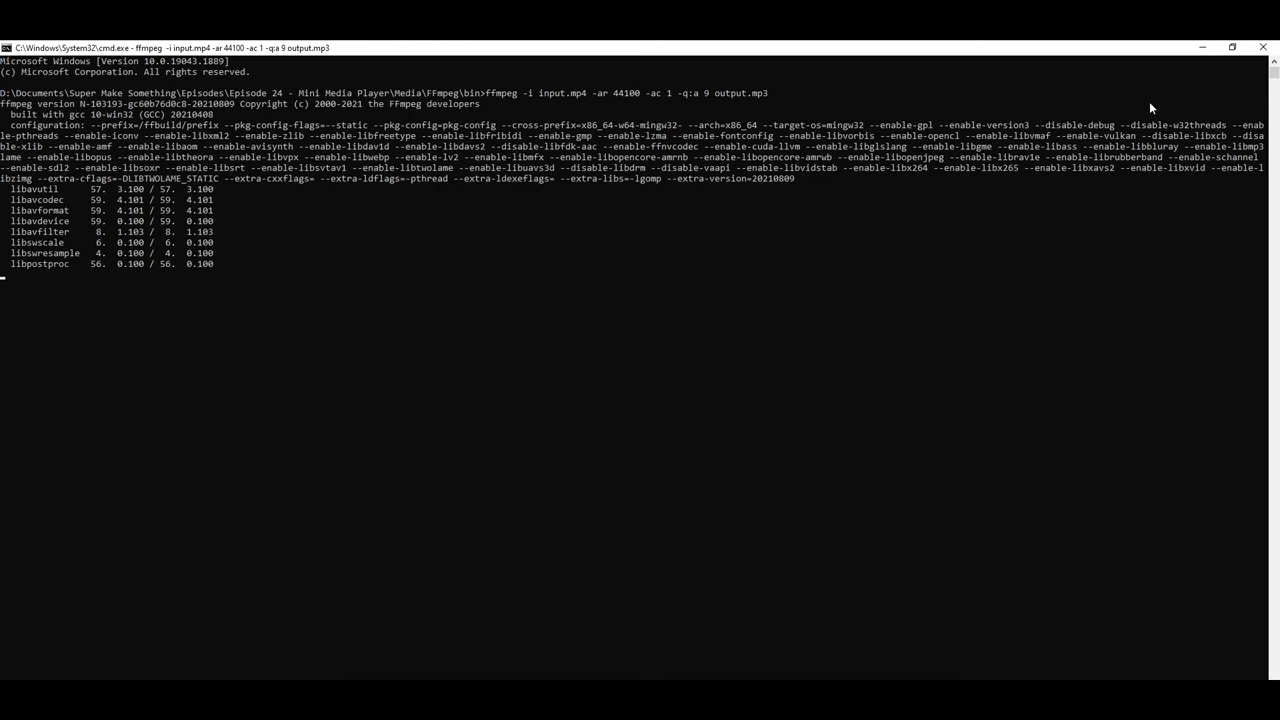 C:\Windows\System32\cmd.exe - ffmpeg  -i input.mp4 -ar 44100 -ac 1 -q:a 9 output.mp3
Microsoft Windows [Version 10.0.19043.1889]
(c) Microsoft Corporation. All rights reserved.
D:\Documents\Super Make Something\Episodes\Episode 24 - Mini Media Player\Media\FFmpeg\bin>ffmpeg -i input.mp4 -ar 44100 -ac 1 -q:a 9 output.mp3
ffmpeg version N-103193-gc60b76d0c8-20210809 Copyright (c) 2000-2021 the FFmpeg developers
built with gcc 10-win32 (GCC) 20210408
configuration: --prefix=/ffbuild/prefix --pkg-config-flags=--static --pkg-config=pkg-config --cross-prefix=x86_64-w64-mingw32- --arch=x86_64 --target-os=mingw32 --enable-gpl --enable-version3 --disable-debug --disable-w32threads --enab
le-pthreads --enable-iconv --enable-libxml2 --enable-zlib --enable-libfreetype --enable-libfribidi --enable-gmp --enable-lzma --enable-fontconfig --enable-libvorbis --enable-opencl --enable-libvmaf --enable-vulkan --disable-libxcb --dis
able-xlib --enable-amf --enable-libaom --enable-avisynth --enable-libdav1d --enable-libdavs2 --disable-libfdk-aac --enable-ffnvcodec --enable-cuda-llvm --enable-libglslang --enable-libgme --enable-libass --enable-libbluray --enable-libmp3
lame --enable-libopus --enable-libtheora --enable-libvpx --enable-libwebp --enable-lv2 --enable-libmfx --enable-libopencore-amrnb --enable-libopencore-amrwb --enable-libopenjpeg --enable-librav1e --enable-librubberband --enable-schannel
--enable-sdl2 --enable-libsoxr --enable-libsrt --enable-libsvtav1 --enable-libtwolame --enable-libuavs3d --disable-libdrm --disable-vaapi --enable-libvidstab --enable-libx264 --enable-libx265 --enable-libxavs2 --enable-libxvid --enable-l
ibzimg --extra-cflags=-DLIBTWOLAME_STATIC --extra-cxxflags= --extra-ldflags=-pthread --extra-ldexeflags= --extra-libs=-lgomp --extra-version=20210809
libavutil      57.  3.100 / 57.  3.100
libavcodec     59.  4.101 / 59.  4.101
libavformat    59.  4.101 / 59.  4.101
libavdevice    59.  0.100 / 59.  0.100
libavfilter     8.  1.103 /  8.  1.103
libswscale      6.  0.100 /  6.  0.100
libswresample   4.  0.100 /  4.  0.100
libpostproc    56.  0.100 / 56.  0.100